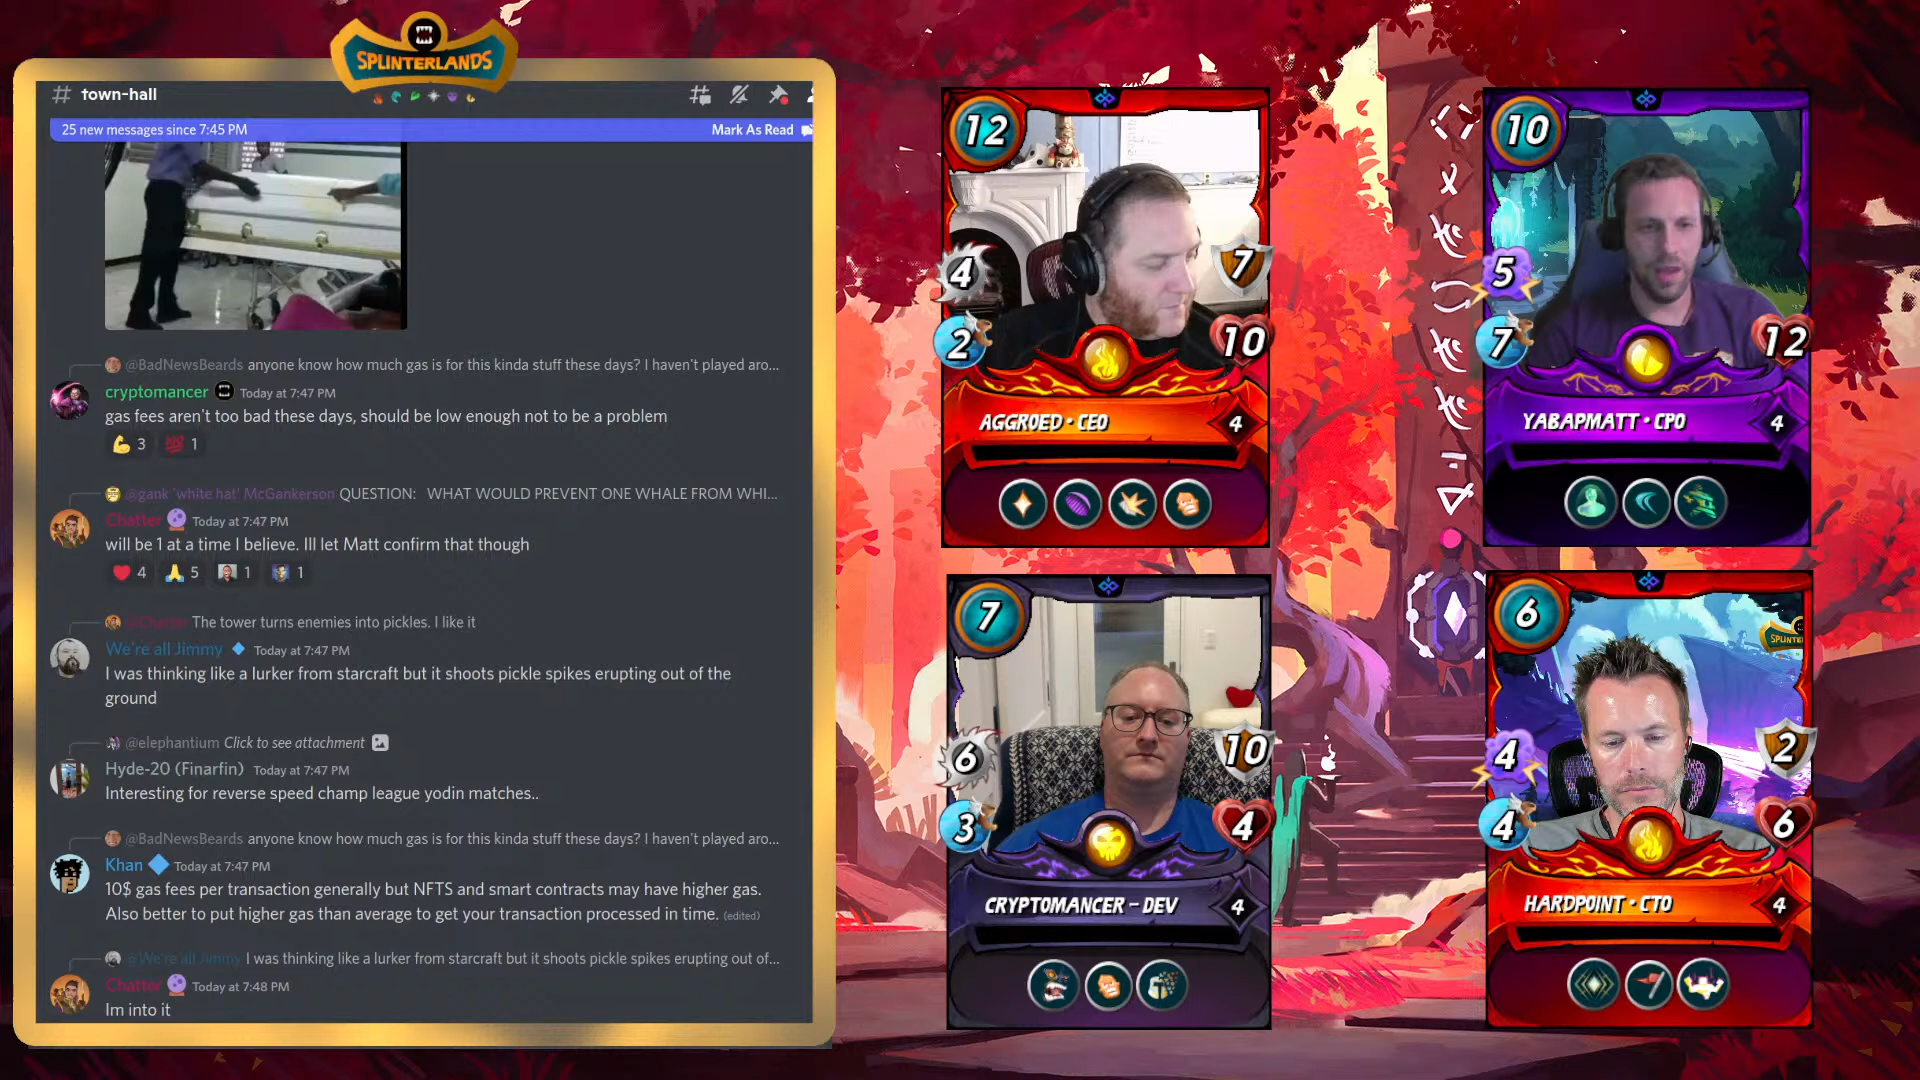 SPLINTERLANDS
# town-hall
25 new messages since 7:45 PM
Mark As Read
@BadNewsBeards anyone know how much gas is for this kinda stuff these days? I haven't played aro...
cryptomancer Today at 7:47 PM
gas fees aren't too bad these days, should be low enough not to be a problem
3 1
@gank 'white hat' McGankerson QUESTION: WHAT WOULD PREVENT ONE WHALE FROM WHI...
Chatter Today at 7:47 PM
will be 1 at a time I believe. Ill let Matt confirm that though
4 5 1 1
@Chatter The tower turns enemies into pickles. I like it
We're all Jimmy Today at 7:47 PM
I was thinking like a lurker from starcraft but it shoots pickle spikes erupting out of the
ground
@elephantium Click to see attachment
Hyde-20 (Finarfin) Today at 7:47 PM
Interesting for reverse speed champ league yodin matches..
@BadNewsBeards anyone know how much gas is for this kinda stuff these days? I haven't played aro...
Khan Today at 7:47 PM
10$ gas fees per transaction generally but NFTS and smart contracts may have higher gas.
Also better to put higher gas than average to get your transaction processed in time. (edited)
@We're all Jimmy I was thinking like a lurker from starcraft but it shoots pickle spikes erupting out of...
Chatter Today at 7:48 PM
Im into it
12
4
7
2
10
AGGROED • CEO
4
10
5
7
12
YABAPMATT • CPO
4
7
6
10
3
4
CRYPTOMANCER - DEV
4
6
SPLINTER
4
2
4
6
HARDPOINT • CTO
4